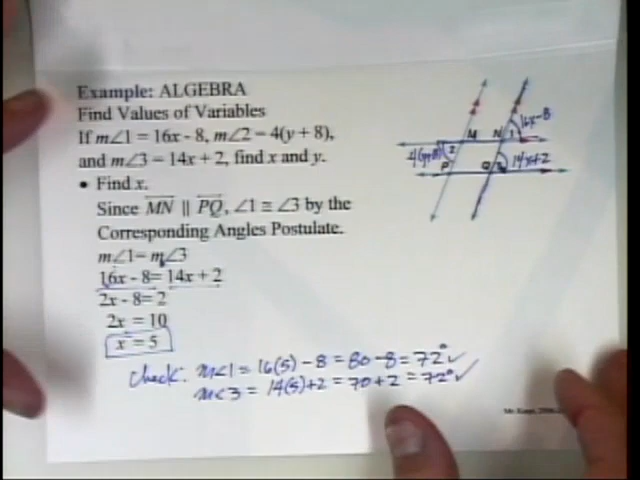 Example: ALGEBRA
Find Values of Variables
If m∠1 = 16x - 8, m∠2 = 4(y + 8),
and m∠3 = 14x + 2, find x and y.
• Find x.
Since MN || PQ, ∠1 ≅ ∠3 by the
Corresponding Angles Postulate.
m∠1 = m∠3
16x - 8 = 14x + 2
2x - 8 = 2
2x = 10
x = 5
check: m∠1 = 16(5) - 8 = 80 - 8 = 72° ✓
m∠3 = 14(5) + 2 = 70 + 2 = 72° ✓
16x - 8
M N 1
4(y+8) 2
P Q 3 14x+2